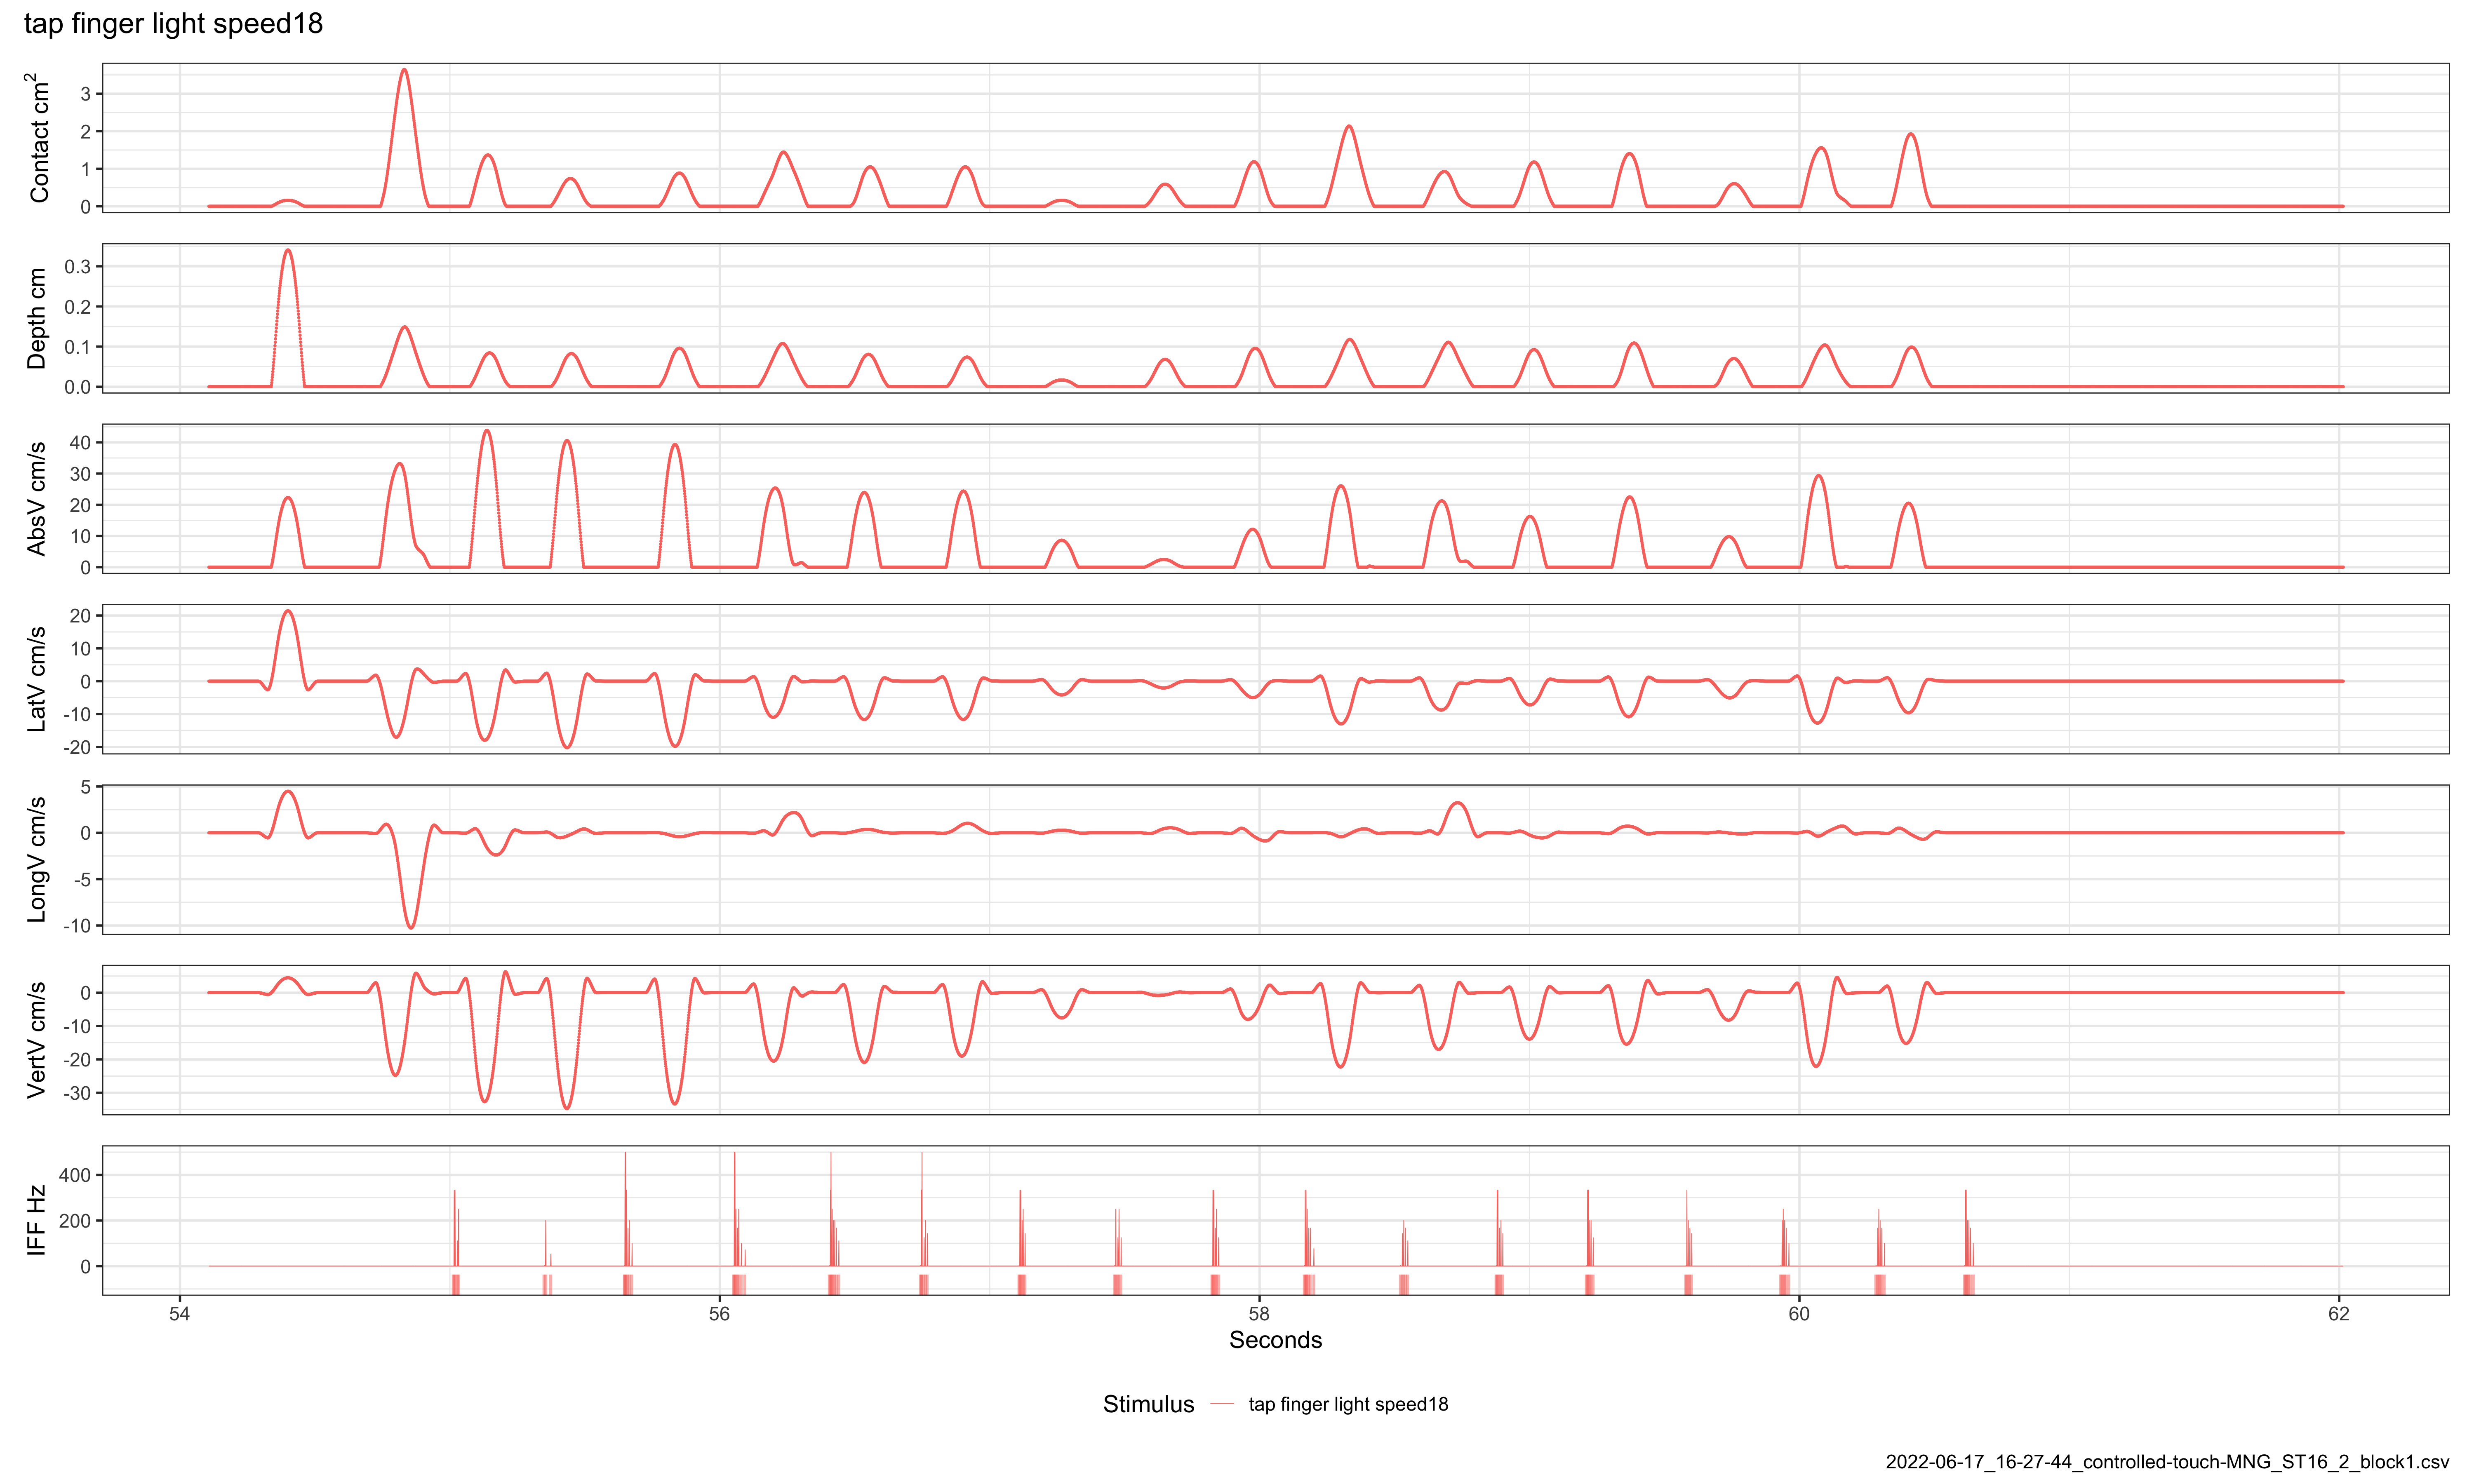 tap finger light speed18
Contact cm2
3
2
1
0
Depth cm
0.3
0.2
0.1
0.0
AbsV cm/s
40
30
20
10
0
LatV cm/s
20
10
0
-10
-20
LongV cm/s
5
0
-5
-10
VertV cm/s
0
-10
-20
-30
IFF Hz
400
200
0
54 56 58 60 62
Seconds
Stimulus tap finger light speed18
2022-06-17_16-27-44_controlled-touch-MNG_ST16_2_block1.csv